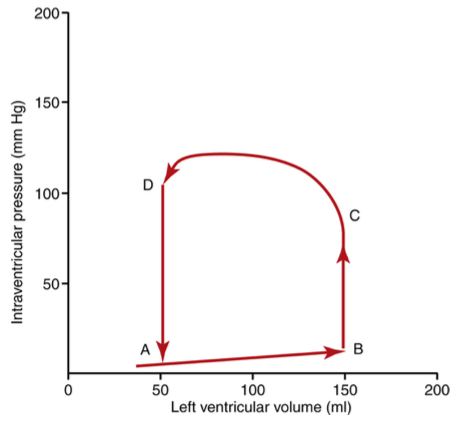 200
150
100
50
Intraventricular pressure (mm Hg)
D
C
A
B
0
50
100
150
200
Left ventricular volume (ml)